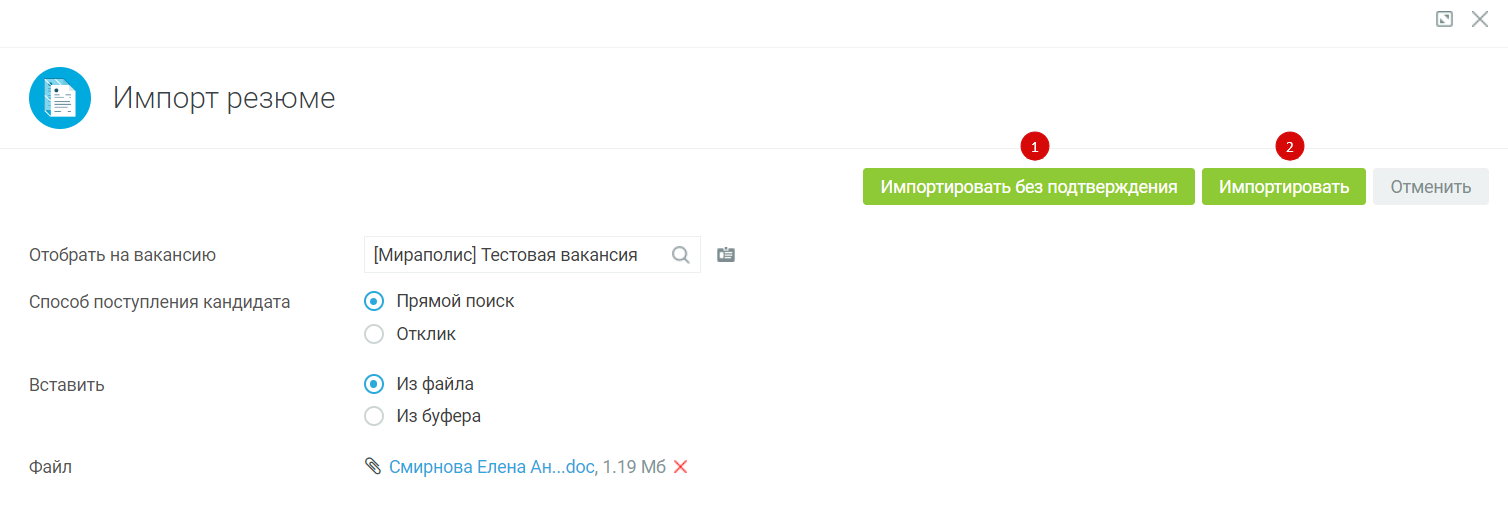 Импорт резюме
1
2
Импортировать без подтверждения
Импортировать
Отменить
Отобрать на вакансию
[Мираполис] Тестовая вакансия
Способ поступления кандидата
Прямой поиск
Отклик
Вставить
Из файла
Из буфера
Файл
Смирнова Елена Ан...doc, 1.19 Мб